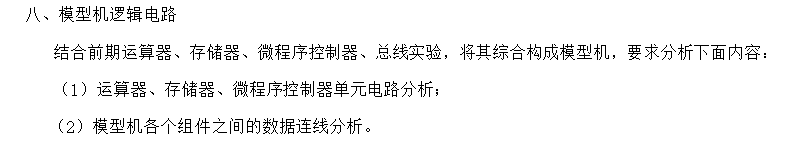 八、模型机逻辑电路
结合前期运算器、存储器、微程序控制器、总线实验，将其综合构成模型机，要求分析下面内容：
（1）运算器、存储器、微程序控制器单元电路分析；
（2）模型机各个组件之间的数据连线分析。